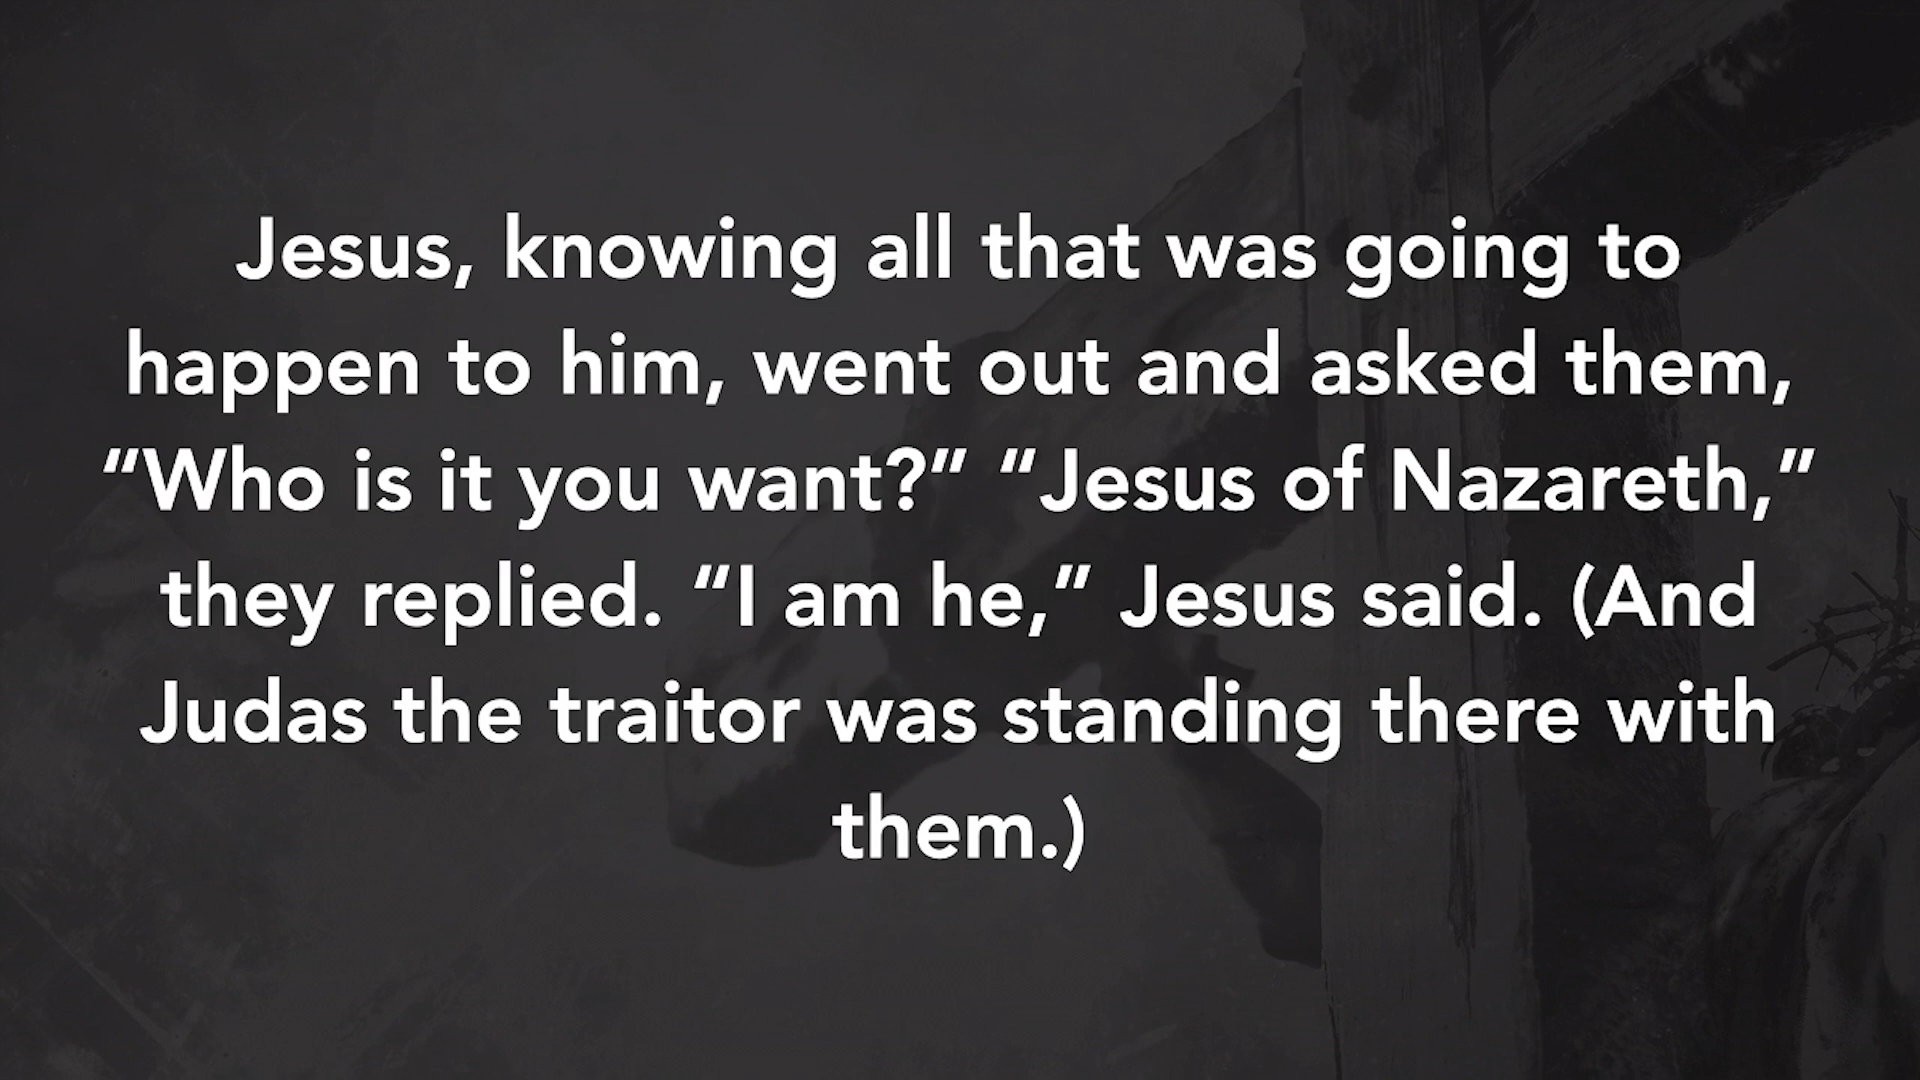 Jesus, knowing all that was going to
happen to him, went out and asked them,
“Who is it you want?” “Jesus of Nazareth,”
they replied. “I am he,” Jesus said. (And
Judas the traitor was standing there with
them.)